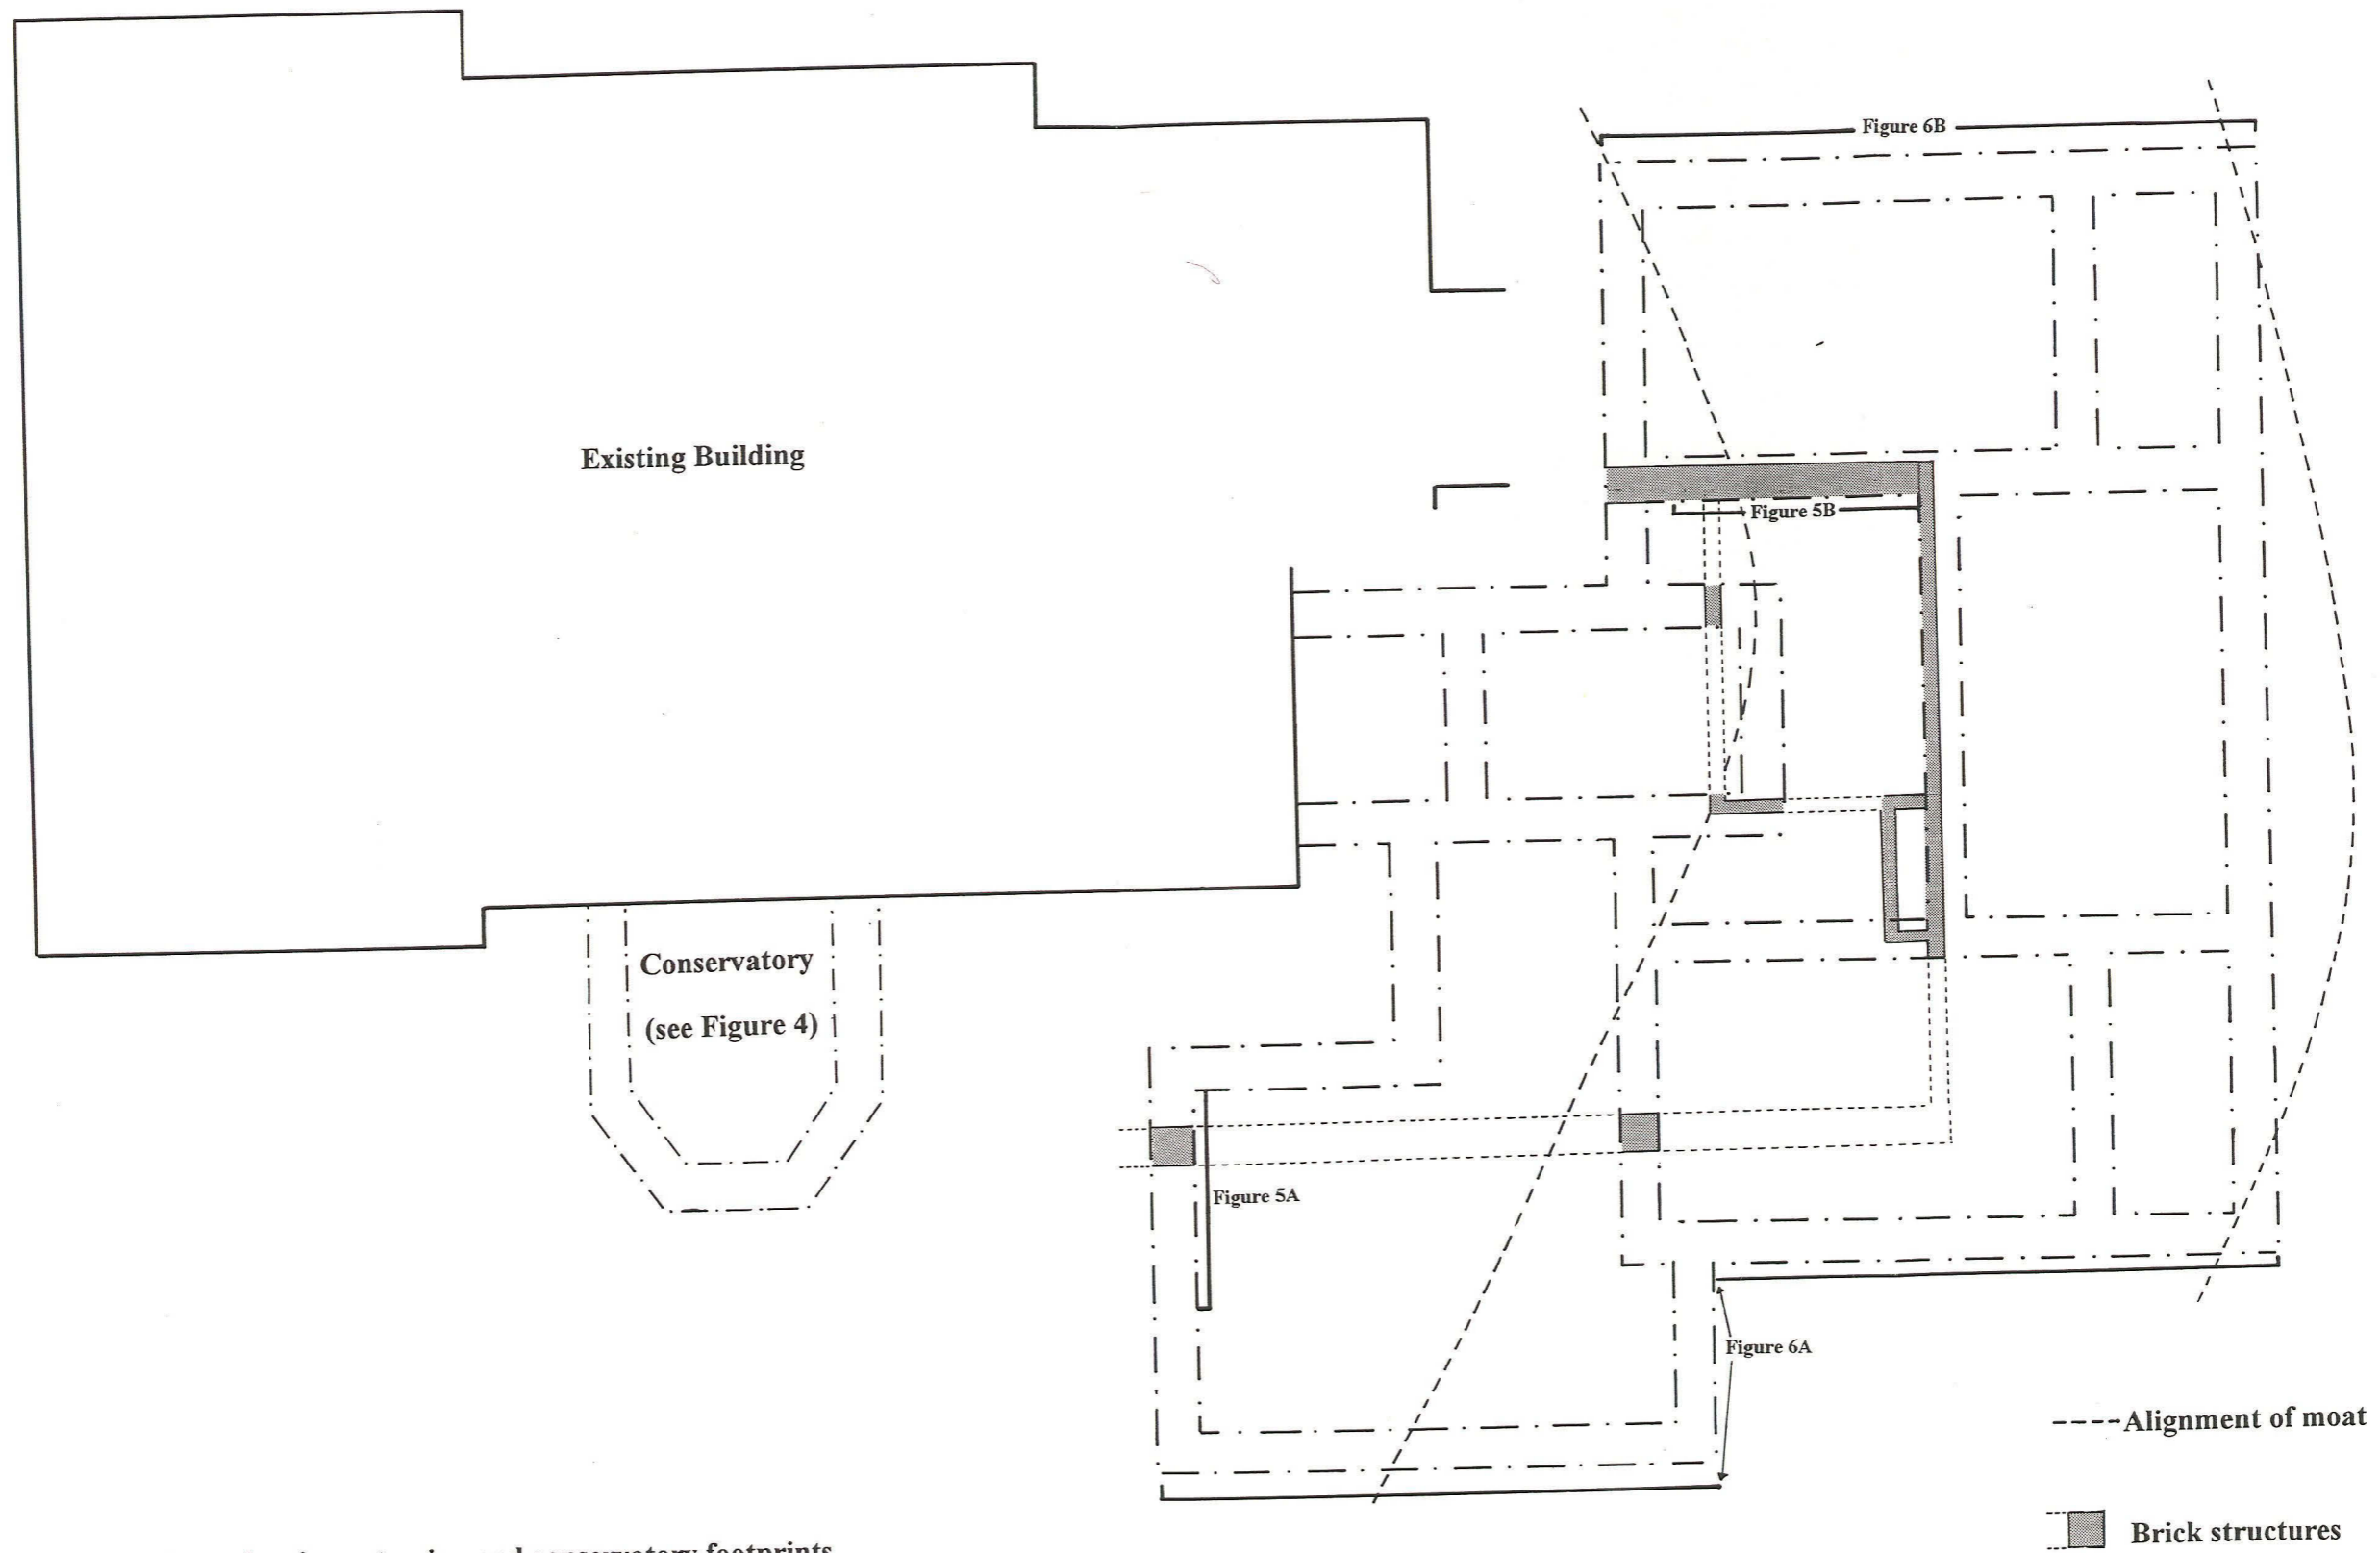 Figure 6B
Existing Building
Figure 5B
Conservatory
(see Figure 4)
Figure 5A
Figure 6A
Alignment of moat
Brick structures
footprints